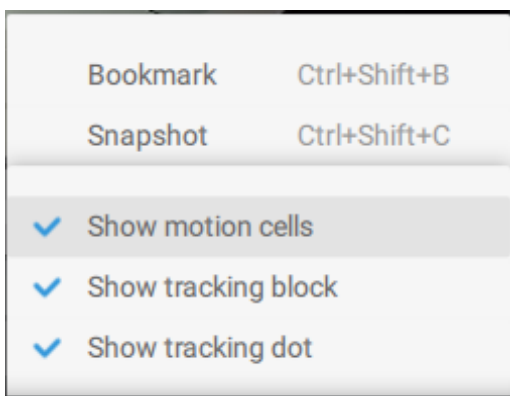 Bookmark Ctrl+Shift+B
Snapshot Ctrl+Shift+C
Show motion cells
Show tracking block
Show tracking dot